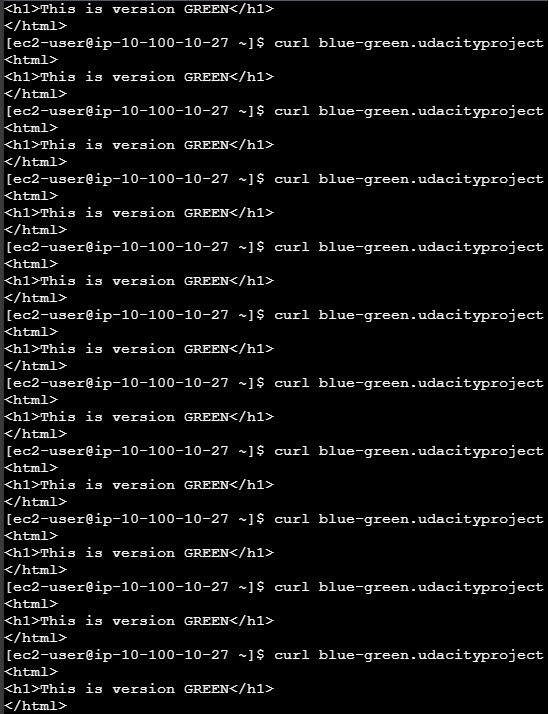 <h1>This is version GREEN</h1>
</html>
[ec2-user@ip-10-100-10-27 ~]$ curl blue-green.udacityproject
<html>
<h1>This is version GREEN</h1>
</html>
[ec2-user@ip-10-100-10-27 ~]$ curl blue-green.udacityproject
<html>
<h1>This is version GREEN</h1>
</html>
[ec2-user@ip-10-100-10-27 ~]$ curl blue-green.udacityproject
<html>
<h1>This is version GREEN</h1>
</html>
[ec2-user@ip-10-100-10-27 ~]$ curl blue-green.udacityproject
<html>
<h1>This is version GREEN</h1>
</html>
[ec2-user@ip-10-100-10-27 ~]$ curl blue-green.udacityproject
<html>
<h1>This is version GREEN</h1>
</html>
[ec2-user@ip-10-100-10-27 ~]$ curl blue-green.udacityproject
<html>
<h1>This is version GREEN</h1>
</html>
[ec2-user@ip-10-100-10-27 ~]$ curl blue-green.udacityproject
<html>
<h1>This is version GREEN</h1>
</html>
[ec2-user@ip-10-100-10-27 ~]$ curl blue-green.udacityproject
<html>
<h1>This is version GREEN</h1>
</html>
[ec2-user@ip-10-100-10-27 ~]$ curl blue-green.udacityproject
<html>
<h1>This is version GREEN</h1>
</html>
[ec2-user@ip-10-100-10-27 ~]$ curl blue-green.udacityproject
<html>
<h1>This is version GREEN</h1>
</html>